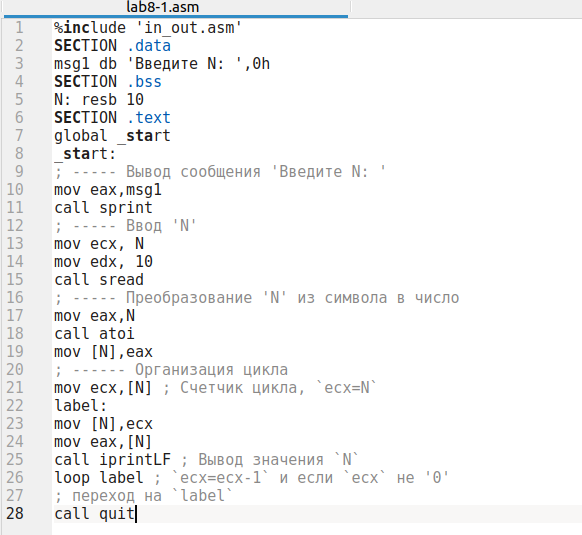 lab8-1.asm
1 %include 'in_out.asm'
2 SECTION .data
3 msg1 db 'Введите N: ',0h
4 SECTION .bss
5 N: resb 10
6 SECTION .text
7 global _start
8 _start:
9 ; ----- Вывод сообщения 'Введите N: '
10 mov eax,msg1
11 call sprint
12 ; ----- Ввод 'N'
13 mov ecx, N
14 mov edx, 10
15 call sread
16 ; ----- Преобразование 'N' из символа в число
17 mov eax,N
18 call atoi
19 mov [N],eax
20 ; ------ Организация цикла
21 mov ecx,[N] ; Счетчик цикла, `ecx=N`
22 label:
23 mov [N],ecx
24 mov eax,[N]
25 call iprintLF ; Вывод значения `N`
26 loop label ; `ecx=ecx-1` и если `ecx` не '0'
27 ; переход на `label`
28 call quit